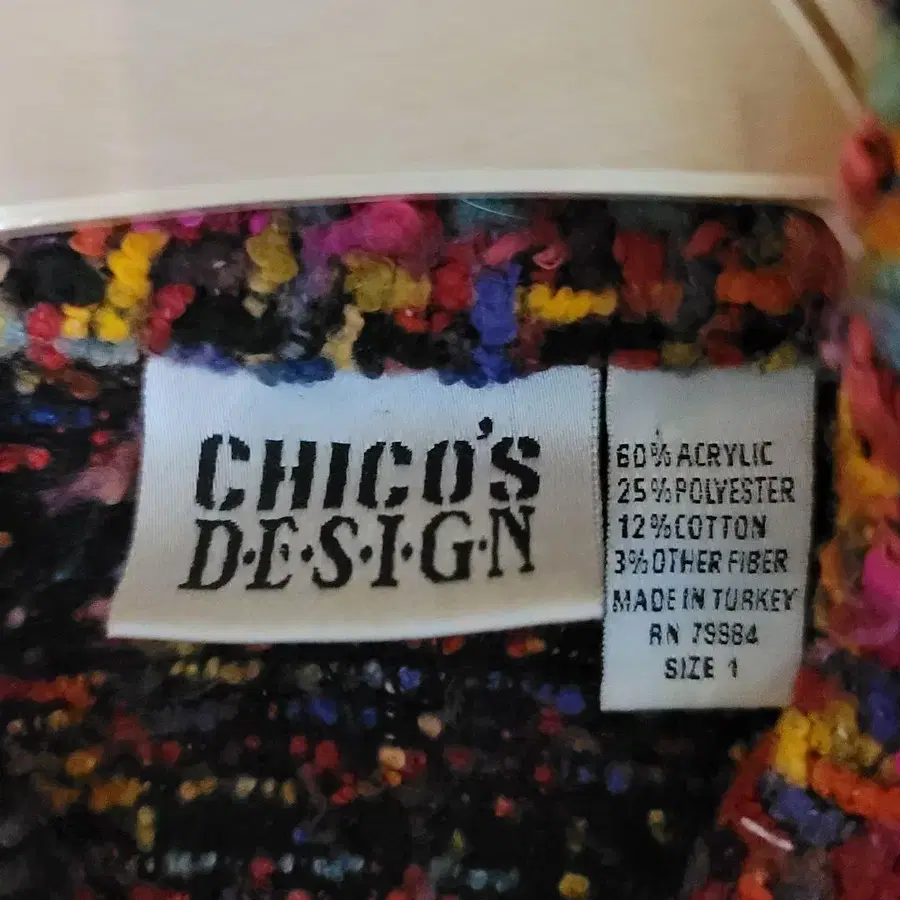 CHICO'S
D·E·S·I·G·N
60% ACRYLIC
25% POLYESTER
12% COTTON
3% OTHER FIBER
MADE IN TURKEY
RN 79984
SIZE 1